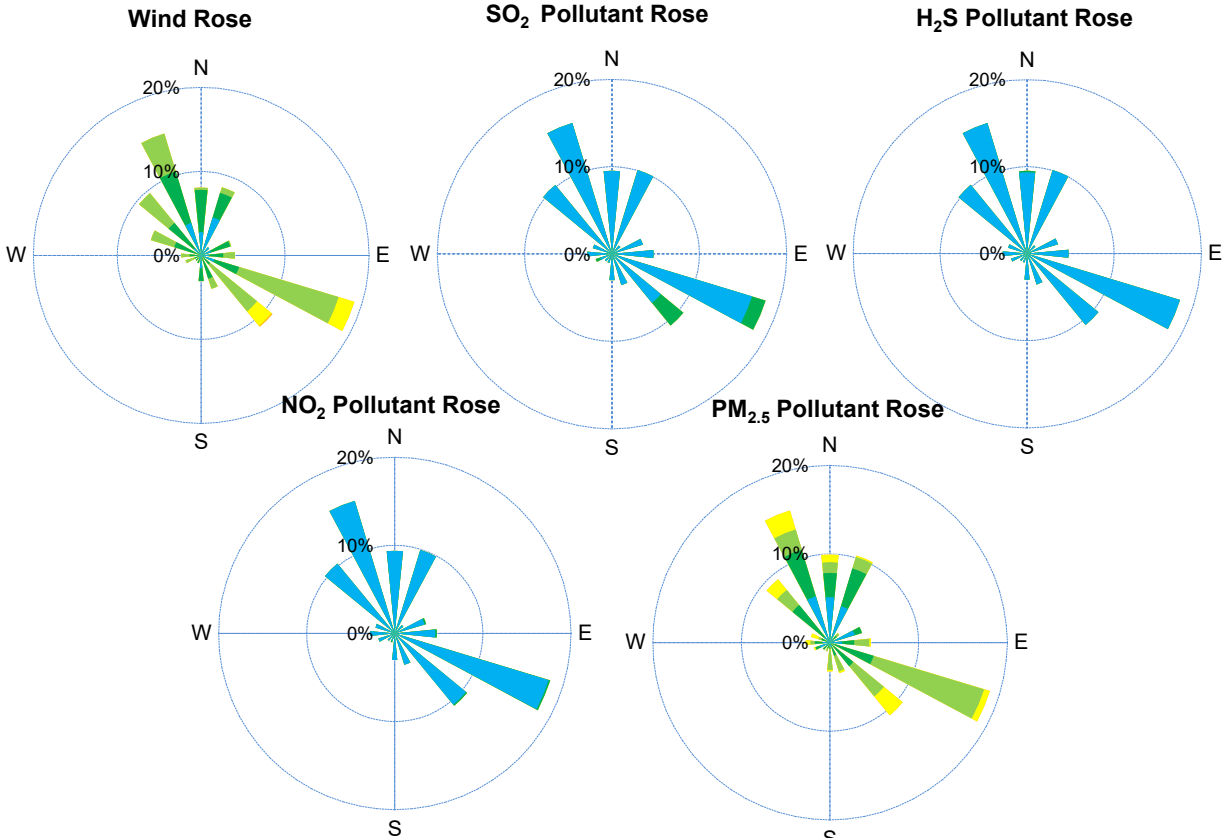 Wind Rose
SO₂ Pollutant Rose
H₂S Pollutant Rose
N
20%
10%
W
0%
E
S
N
20%
10%
W
0%
E
S
N
20%
10%
W
0%
E
S
NO₂ Pollutant Rose
PM₂.₅ Pollutant Rose
N
20%
10%
W
0%
E
S
N
20%
10%
W
0%
E
S